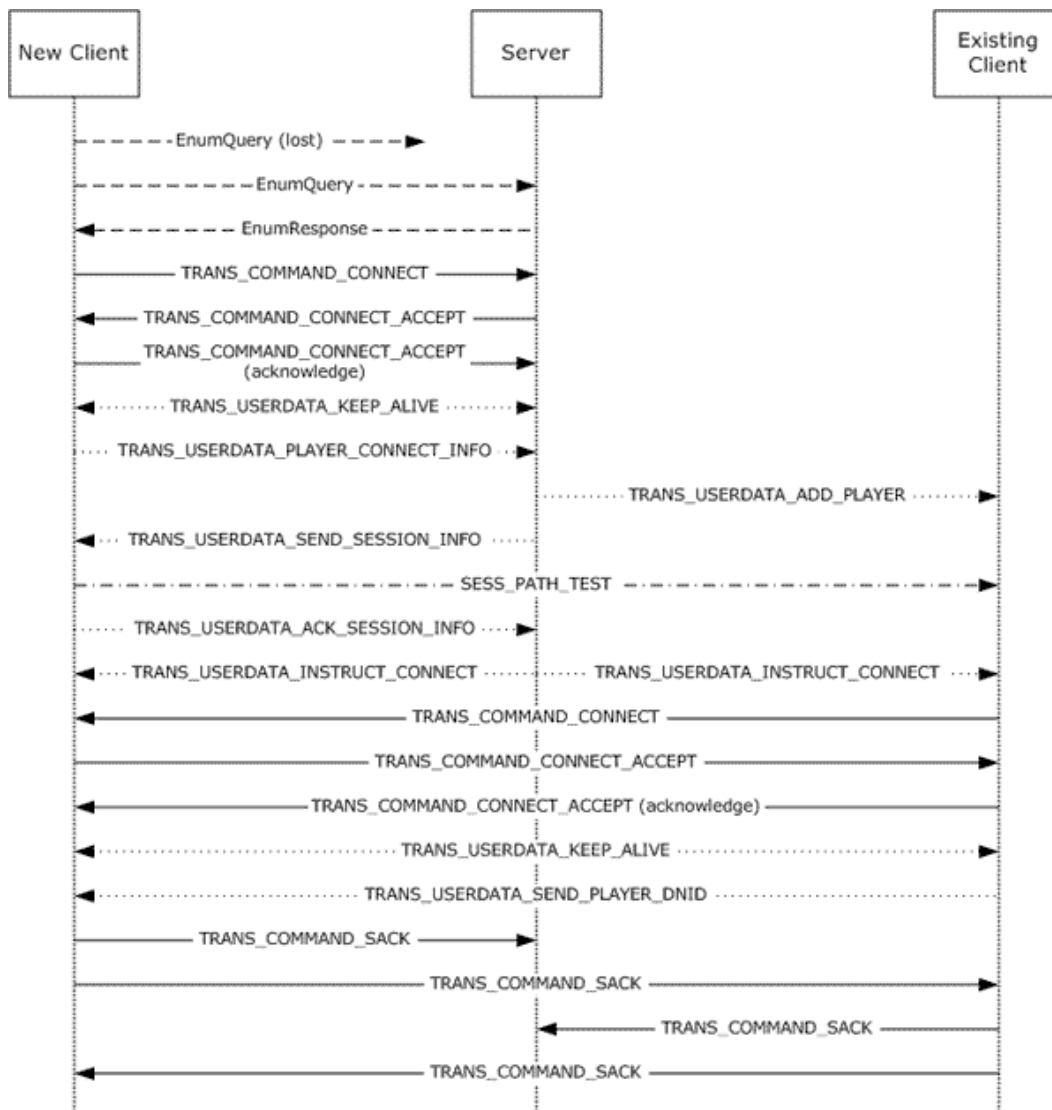 New Client
Server
Existing
Client
EnumQuery (lost)
EnumQuery
EnumResponse
TRANS_COMMAND_CONNECT
TRANS_COMMAND_CONNECT_ACCEPT
TRANS_COMMAND_CONNECT_ACCEPT
(acknowledge)
TRANS_USERDATA_KEEP_ALIVE
TRANS_USERDATA_PLAYER_CONNECT_INFO
TRANS_USERDATA_ADD_PLAYER
TRANS_USERDATA_SEND_SESSION_INFO
SESS_PATH_TEST
TRANS_USERDATA_ACK_SESSION_INFO
TRANS_USERDATA_INSTRUCT_CONNECT
TRANS_USERDATA_INSTRUCT_CONNECT
TRANS_COMMAND_CONNECT
TRANS_COMMAND_CONNECT_ACCEPT
TRANS_COMMAND_CONNECT_ACCEPT (acknowledge)
TRANS_USERDATA_KEEP_ALIVE
TRANS_USERDATA_SEND_PLAYER_DNID
TRANS_COMMAND_SACK
TRANS_COMMAND_SACK
TRANS_COMMAND_SACK
TRANS_COMMAND_SACK